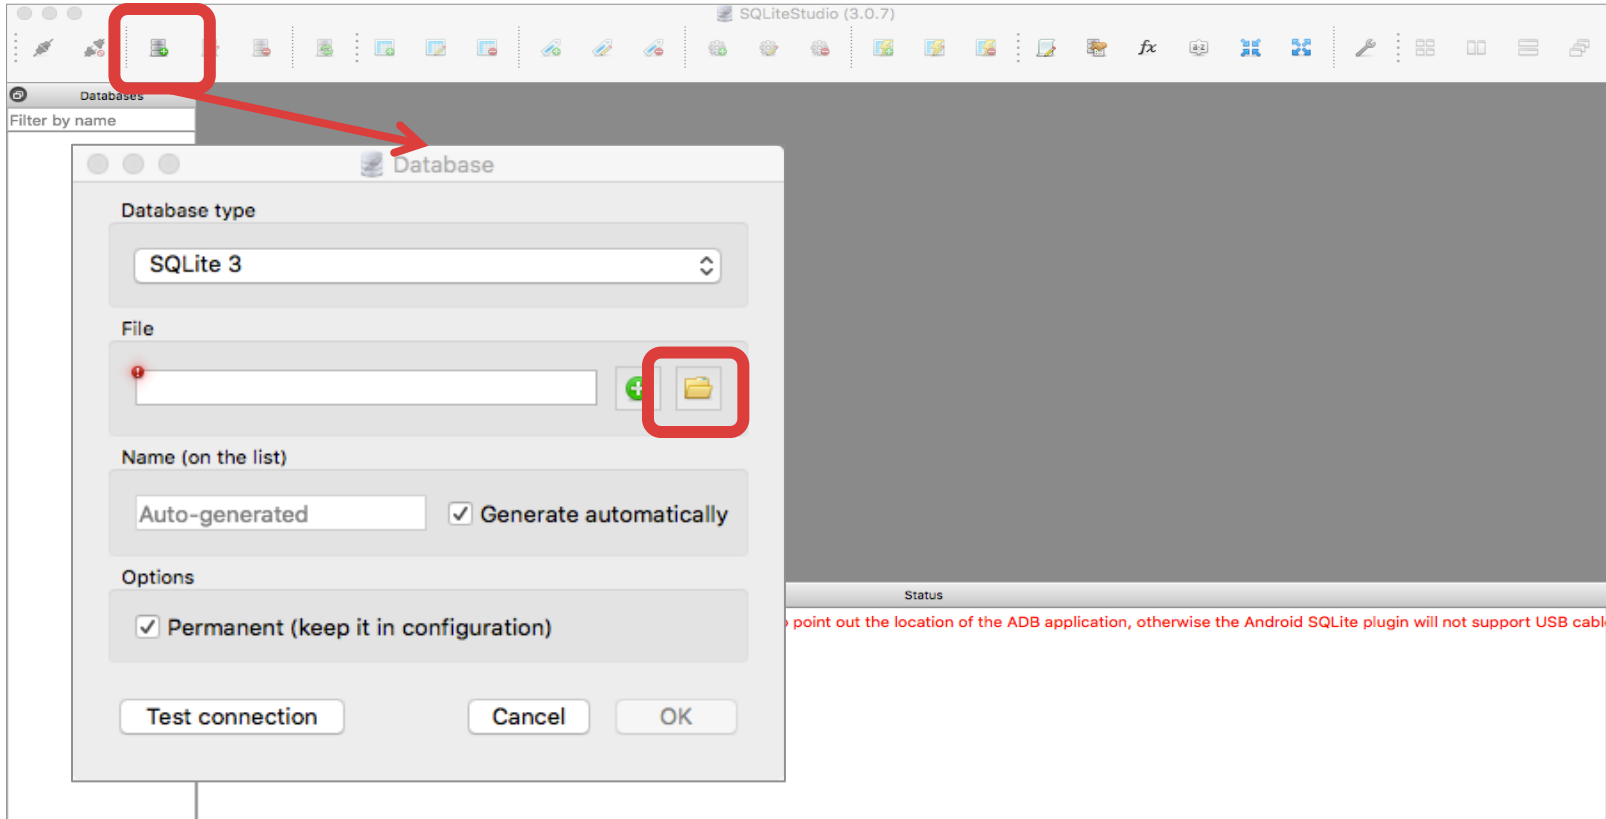 SQLiteStudio (3.0.7)
fx
a-z
Databases
Filter by name
Database
Database type
SQLite 3
File
Name (on the list)
Auto-generated
Generate automatically
Options
Permanent (keep it in configuration)
Test connection
Cancel
OK
Status
point out the location of the ADB application, otherwise the Android SQLite plugin will not support USB cabl